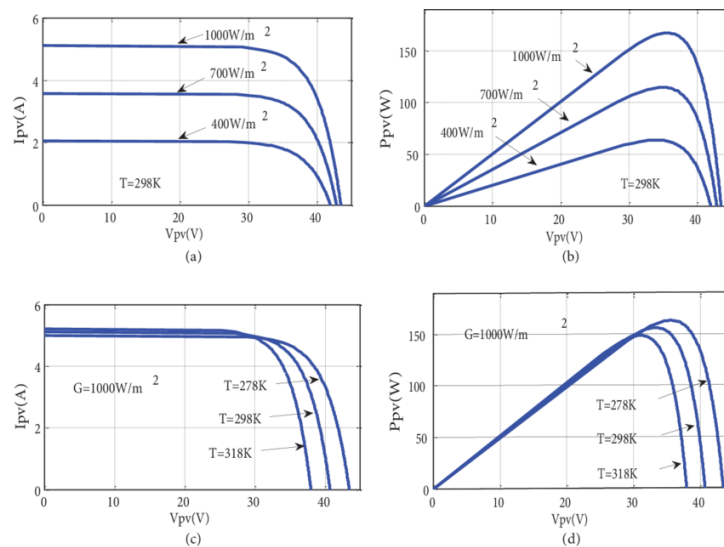 (a)
6
4
2
0
Ipv(A)
1000W/m 2
700W/m 2
400W/m 2
T=298K
0 10 20 30 40
Vpv(V)
(a)
(b)
150
100
50
0
Ppv(W)
1000W/m 2
700W/m 2
400W/m 2
T=298K
0 10 20 30 40
Vpv(V)
(b)
6
4
2
0
Ipv(A)
G=1000W/m 2
T=278K
T=298K
T=318K
0 10 20 30 40
Vpv(V)
(c)
150
100
50
0
Ppv(W)
G=1000W/m 2
T=278K
T=298K
T=318K
0 10 20 30 40
Vpv(V)
(d)